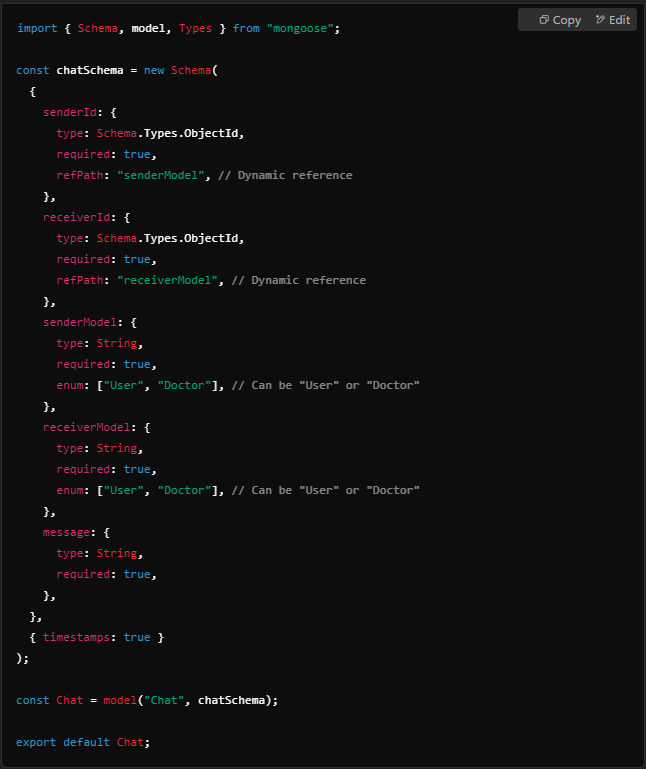 Copy Edit
import { Schema, model, Types } from "mongoose";
const chatSchema = new Schema(
  {
    senderId: {
      type: Schema.Types.ObjectId,
      required: true,
      refPath: "senderModel", // Dynamic reference
    },
    receiverId: {
      type: Schema.Types.ObjectId,
      required: true,
      refPath: "receiverModel", // Dynamic reference
    },
    senderModel: {
      type: String,
      required: true,
      enum: ["User", "Doctor"], // Can be "User" or "Doctor"
    },
    receiverModel: {
      type: String,
      required: true,
      enum: ["User", "Doctor"], // Can be "User" or "Doctor"
    },
    message: {
      type: String,
      required: true,
    },
  },
  { timestamps: true }
);
const Chat = model("Chat", chatSchema);
export default Chat;